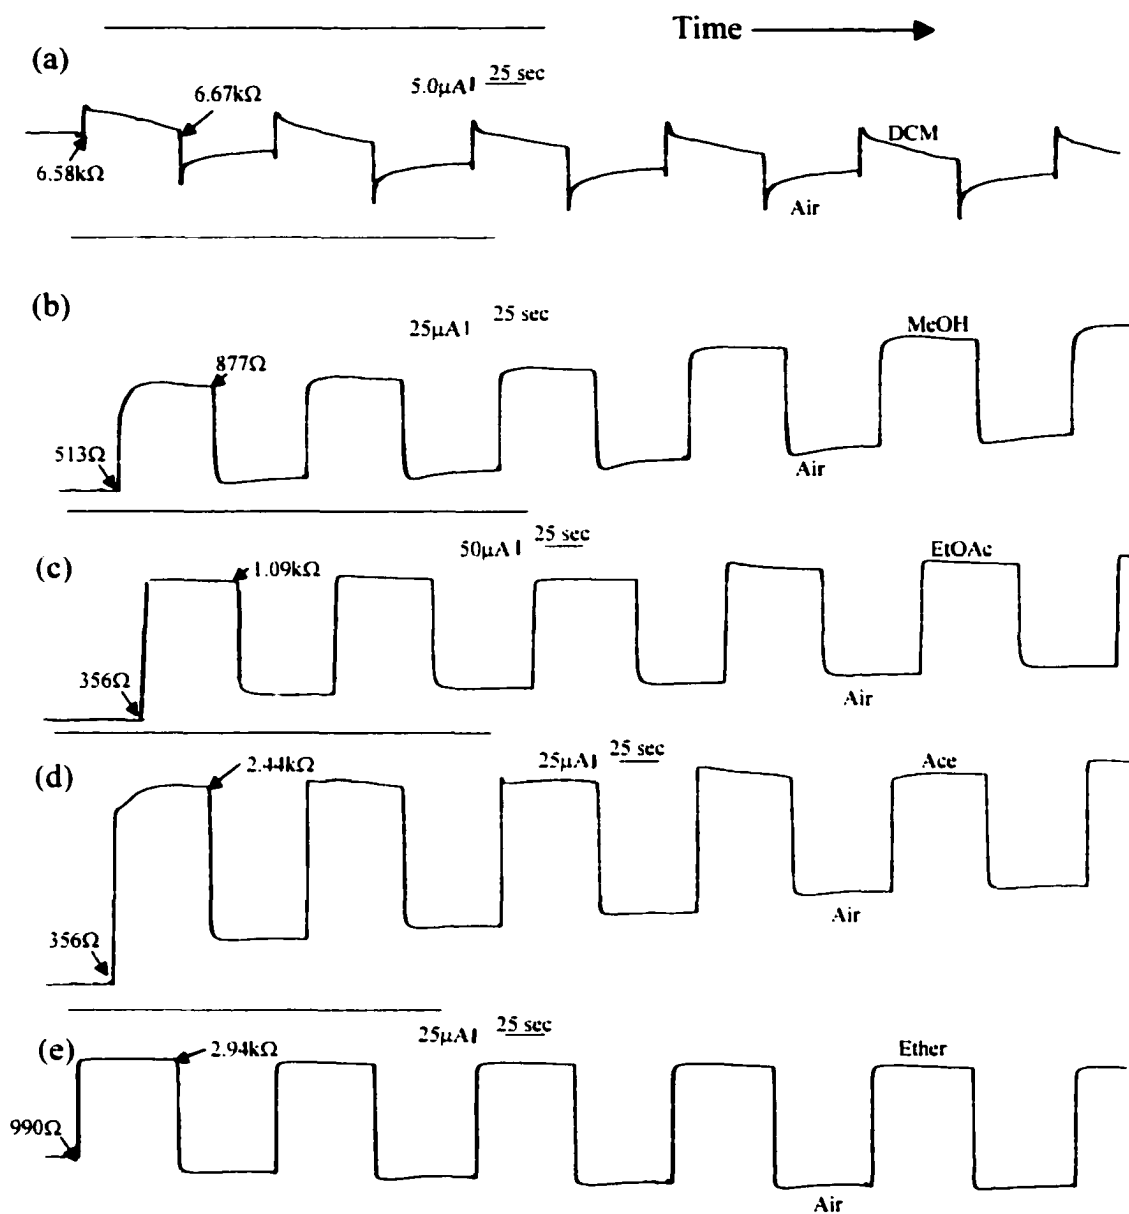 Time
(a)
5.0μA 25 sec
6.67kΩ
6.58kΩ
DCM
Air
(b)
25μA 25 sec
MeOH
877Ω
513Ω
Air
(c)
50μA 25 sec
EtOAc
1.09kΩ
356Ω
Air
(d)
2.44kΩ
25μA 25 sec
Ace
356Ω
Air
(e)
25μA 25 sec
2.94kΩ
Ether
990Ω
Air